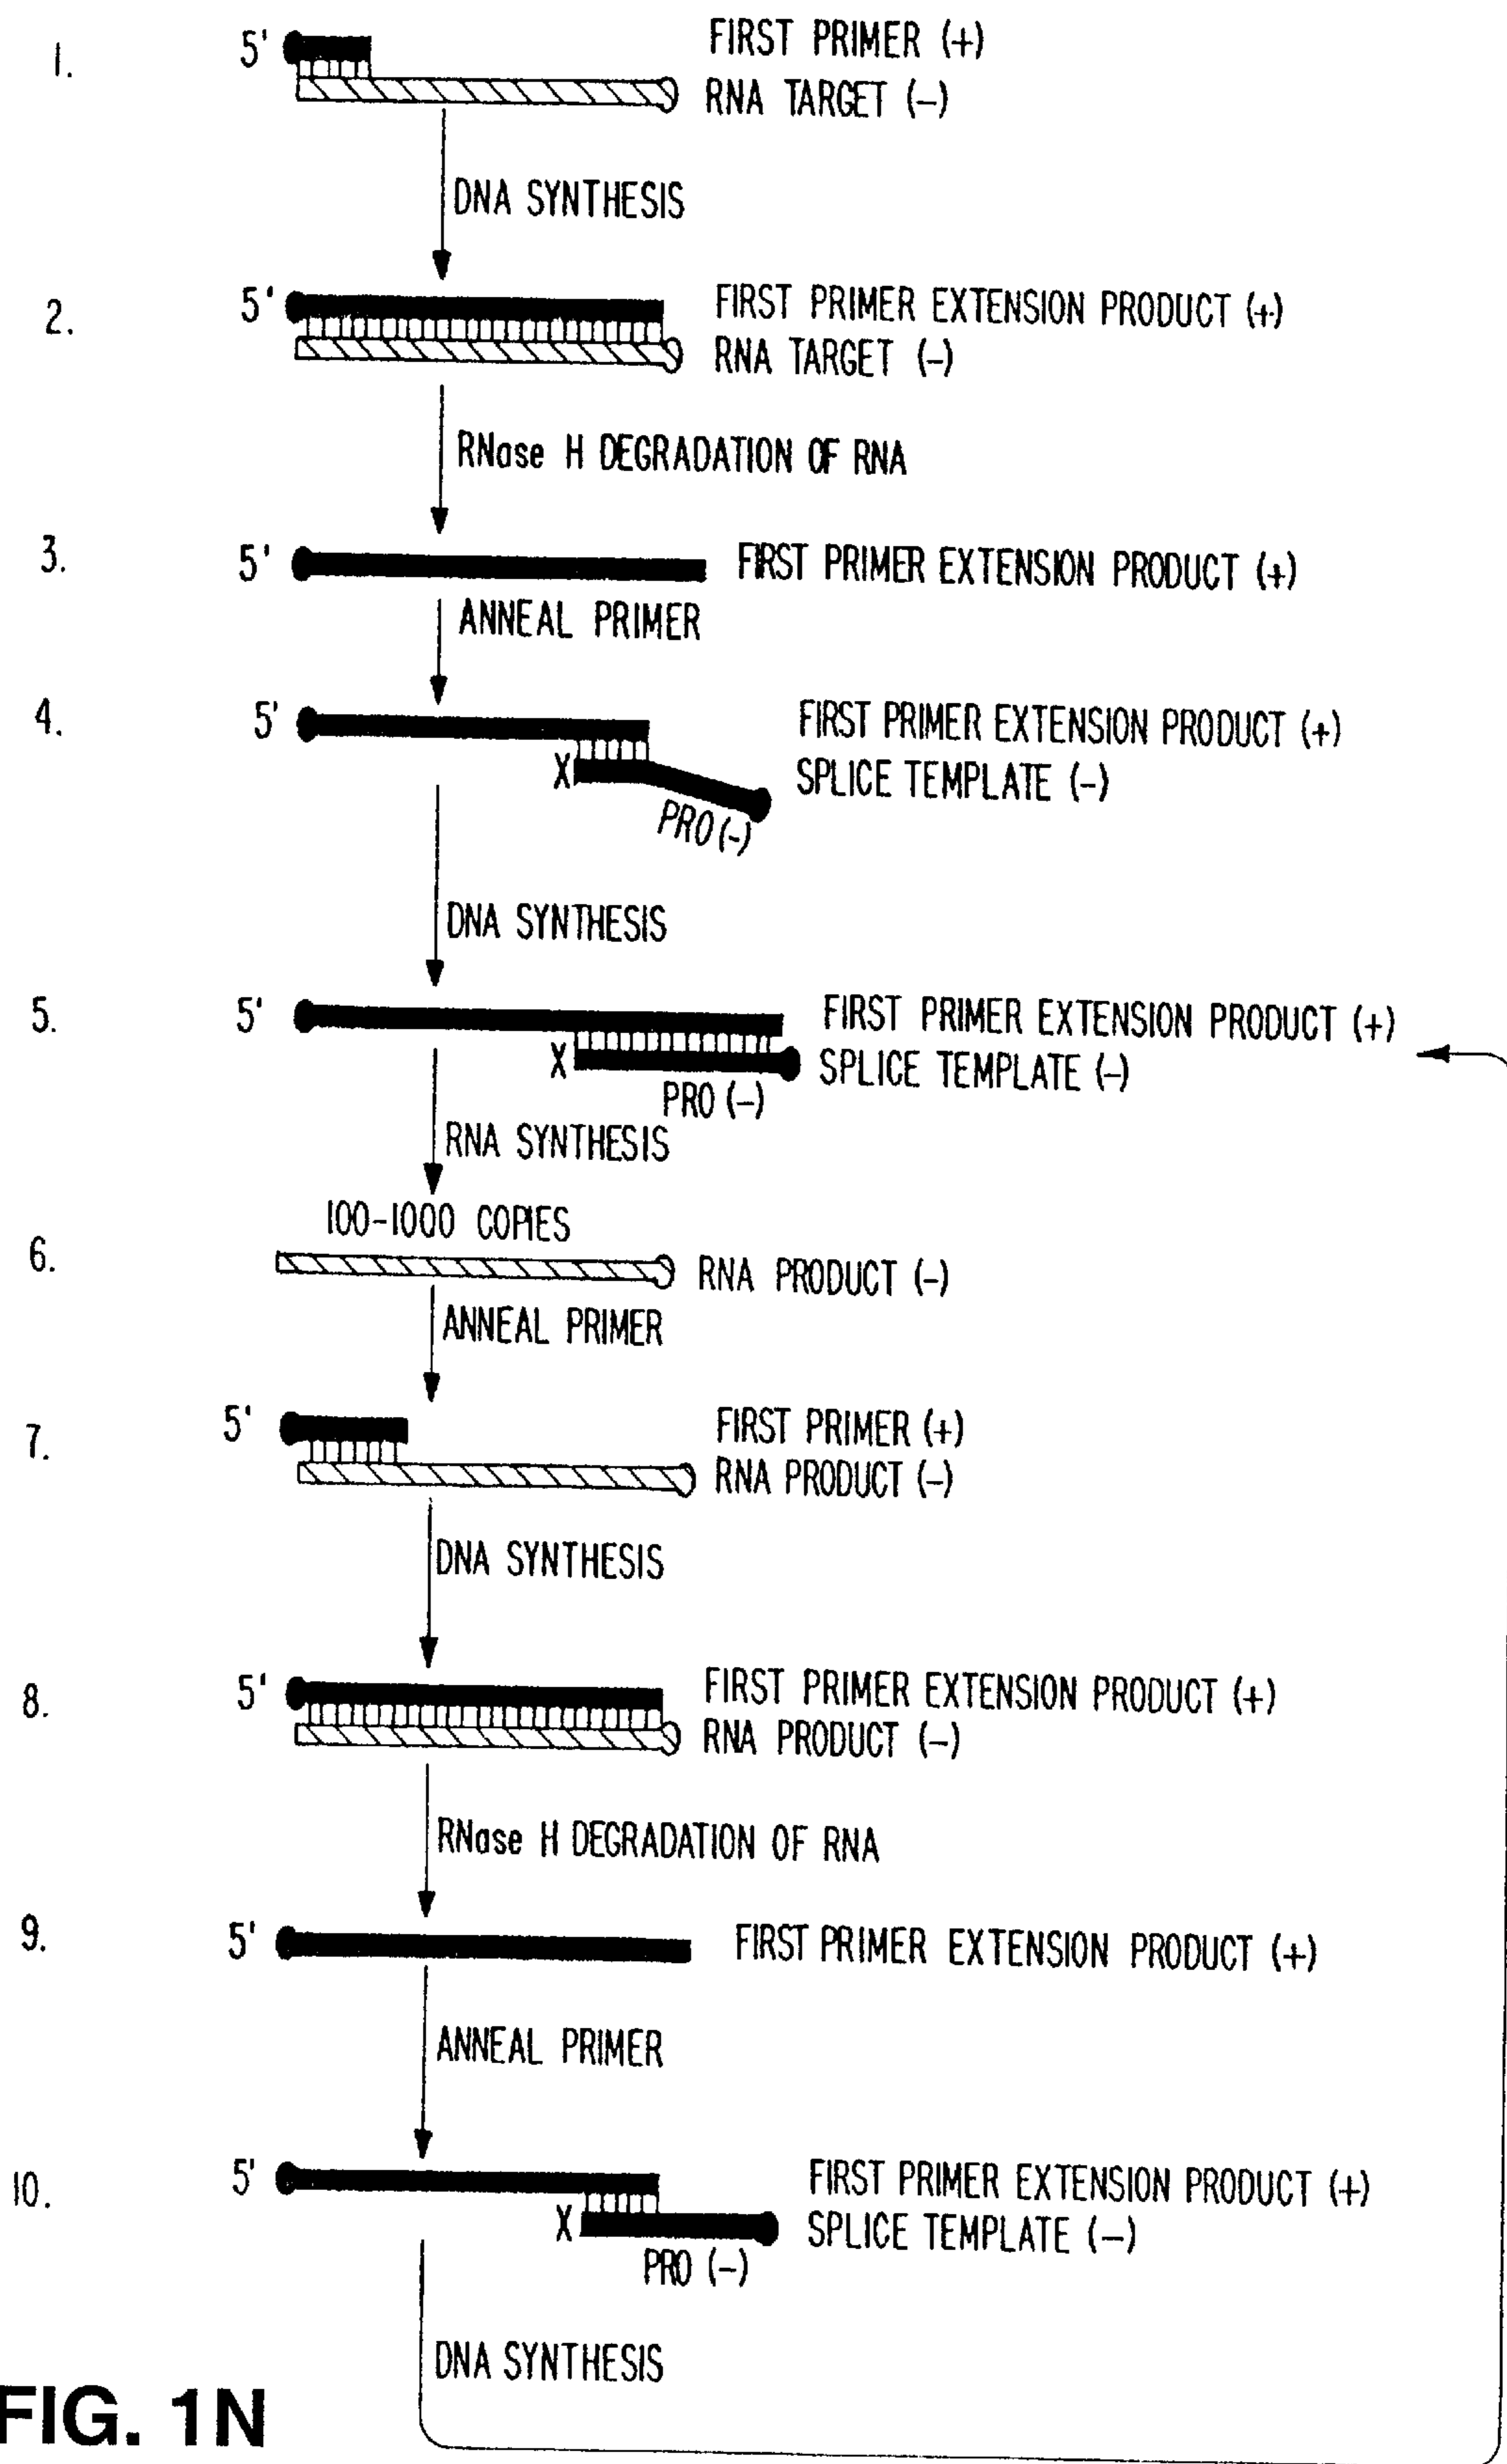 1.
5'
FIRST PRIMER (+)
RNA TARGET (-)
DNA SYNTHESIS
2.
5'
FIRST PRIMER EXTENSION PRODUCT (+)
RNA TARGET (-)
RNase H DEGRADATION OF RNA
3.
5'
FIRST PRIMER EXTENSION PRODUCT (+)
ANNEAL PRIMER
4.
5'
FIRST PRIMER EXTENSION PRODUCT (+)
X
SPLICE TEMPLATE (-)
PRO (-)
DNA SYNTHESIS
5.
5'
FIRST PRIMER EXTENSION PRODUCT (+)
X
SPLICE TEMPLATE (-)
PRO (-)
RNA SYNTHESIS
100-1000 COPIES
6.
RNA PRODUCT (-)
ANNEAL PRIMER
7.
5'
FIRST PRIMER (+)
RNA PRODUCT (-)
DNA SYNTHESIS
8.
5'
FIRST PRIMER EXTENSION PRODUCT (+)
RNA PRODUCT (-)
RNase H DEGRADATION OF RNA
9.
5'
FIRST PRIMER EXTENSION PRODUCT (+)
ANNEAL PRIMER
10.
5'
FIRST PRIMER EXTENSION PRODUCT (+)
X
SPLICE TEMPLATE (-)
PRO (-)
DNA SYNTHESIS
FIG. 1N